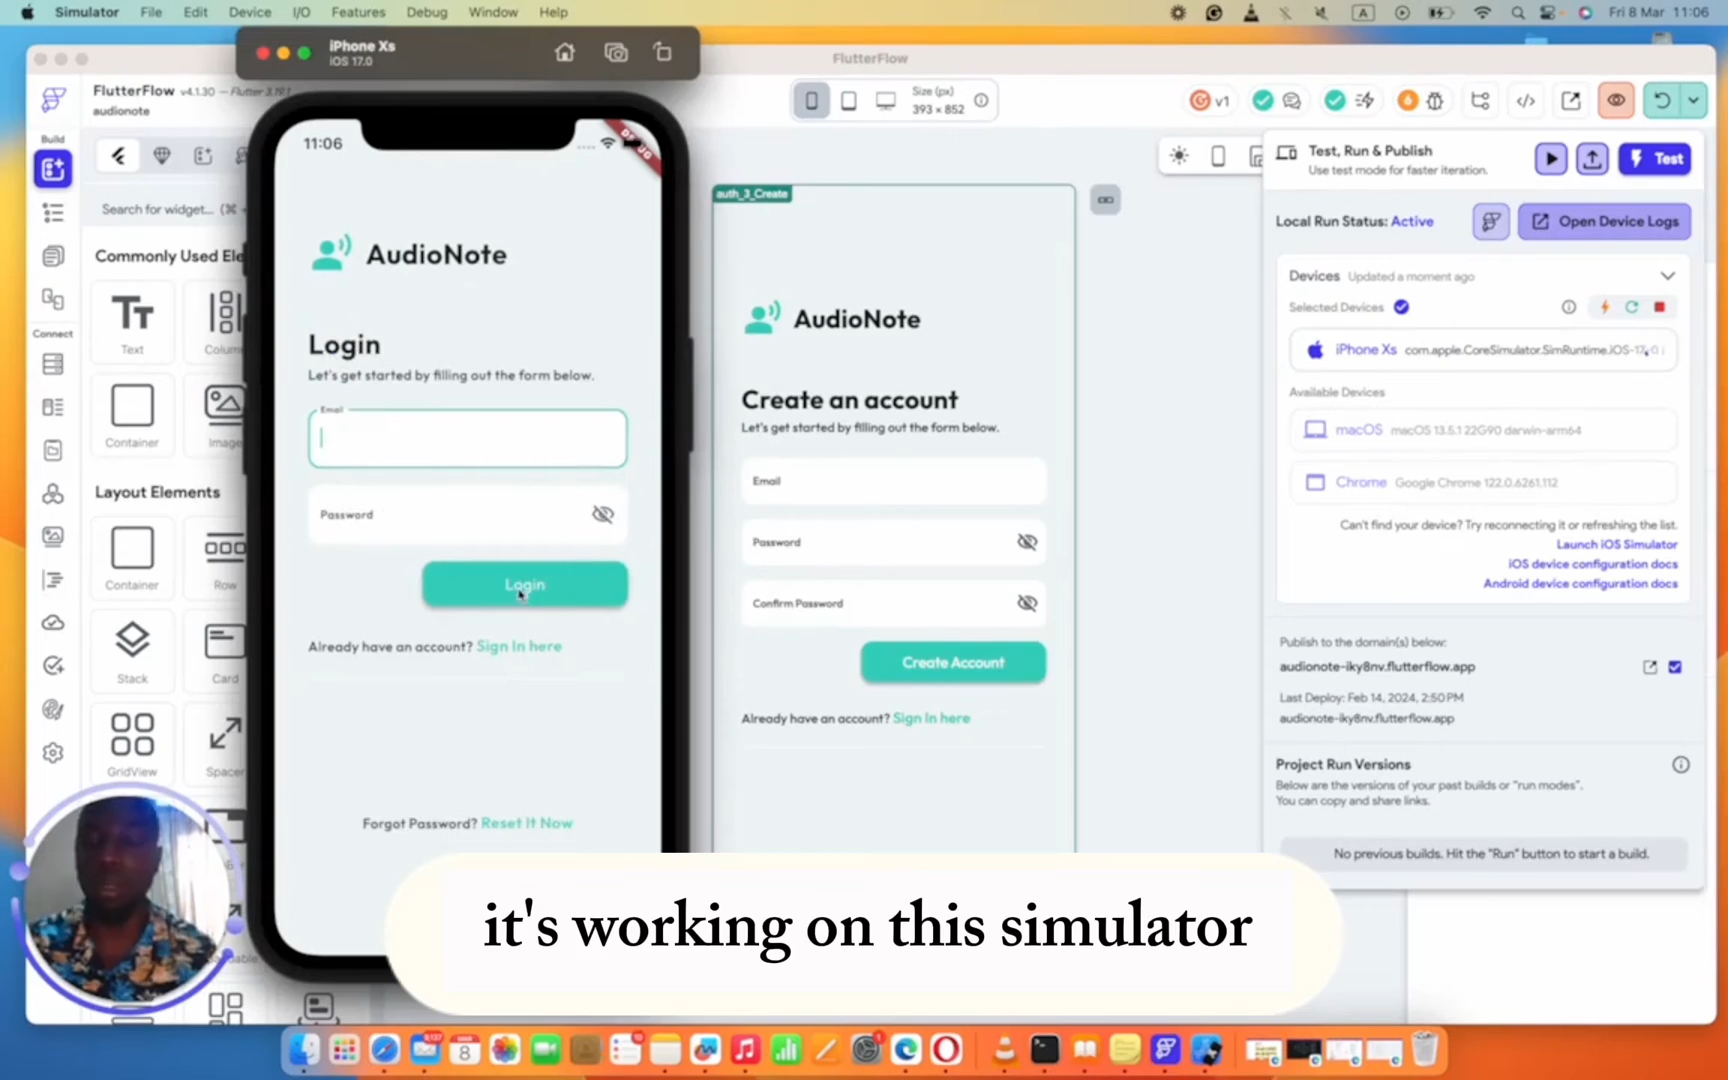 Simulator File Edit Device I/O Features Debug Window Help
A
Fri 8 Mar 11:06
iPhone Xs
iOS 17.0
FlutterFlow
FlutterFlow v4.1.30 – Flutter 3.19.1
audionote
Size (px)
393 × 852
v1
Build
Search for widget... (⌘ +
Commonly Used Ele
Text
Column
Container
Image
Connect
Layout Elements
Container
Row
Stack
Card
GridView
Spacer
11:06
AudioNote
Login
Let's get started by filling out the form below.
Email
Password
Login
Already have an account? Sign In here
Forgot Password? Reset It Now
auth_3_Create
AudioNote
Create an account
Let's get started by filling out the form below.
Email
Password
Confirm Password
Create Account
Already have an account? Sign In here
Test, Run & Publish
Use test mode for faster iteration.
Test
Local Run Status: Active
Open Device Logs
Devices Updated a moment ago
Selected Devices
iPhone Xs com.apple.CoreSimulator.SimRuntime.iOS-17-0
Available Devices
macOS macOS 13.5.1 22G90 darwin-arm64
Chrome Google Chrome 122.0.6261.112
Can't find your device? Try reconnecting it or refreshing the list.
Launch iOS Simulator
iOS device configuration docs
Android device configuration docs
Publish to the domain(s) below:
audionote-iky8nv.flutterflow.app
Last Deploy: Feb 14, 2024, 2:50 PM
audionote-iky8nv.flutterflow.app
Project Run Versions
Below are the versions of your past builds or "run modes".
You can copy and share links.
No previous builds. Hit the "Run" button to start a build.
it's working on this simulator